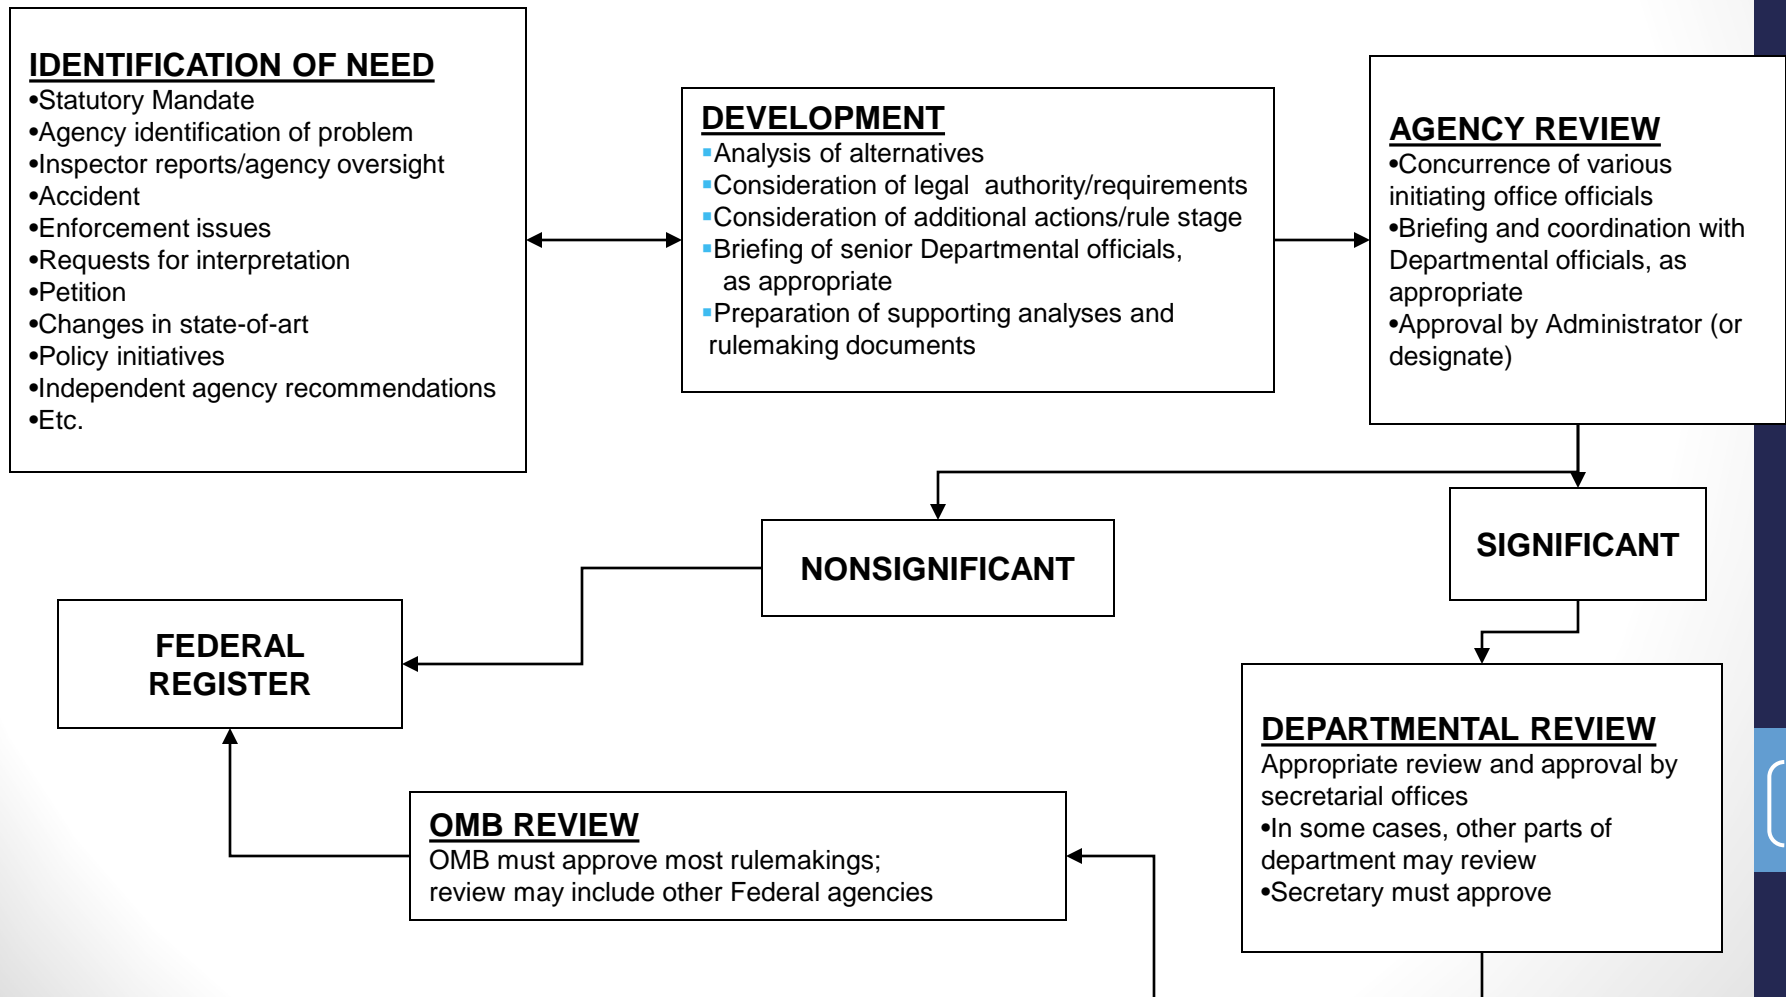 IDENTIFICATION OF NEED
•Statutory Mandate
•Agency identification of problem
•Inspector reports/agency oversight
•Accident
•Enforcement issues
•Requests for interpretation
•Petition
•Changes in state-of-art
•Policy initiatives
•Independent agency recommendations
•Etc.
DEVELOPMENT
▪Analysis of alternatives
▪Consideration of legal authority/requirements
▪Consideration of additional actions/rule stage
▪Briefing of senior Departmental officials,
as appropriate
▪Preparation of supporting analyses and
rulemaking documents
AGENCY REVIEW
•Concurrence of various
initiating office officials
•Briefing and coordination with
Departmental officials, as
appropriate
•Approval by Administrator (or
designate)
NONSIGNIFICANT
SIGNIFICANT
FEDERAL
REGISTER
DEPARTMENTAL REVIEW
Appropriate review and approval by
secretarial offices
•In some cases, other parts of
department may review
•Secretary must approve
OMB REVIEW
OMB must approve most rulemakings;
review may include other Federal agencies